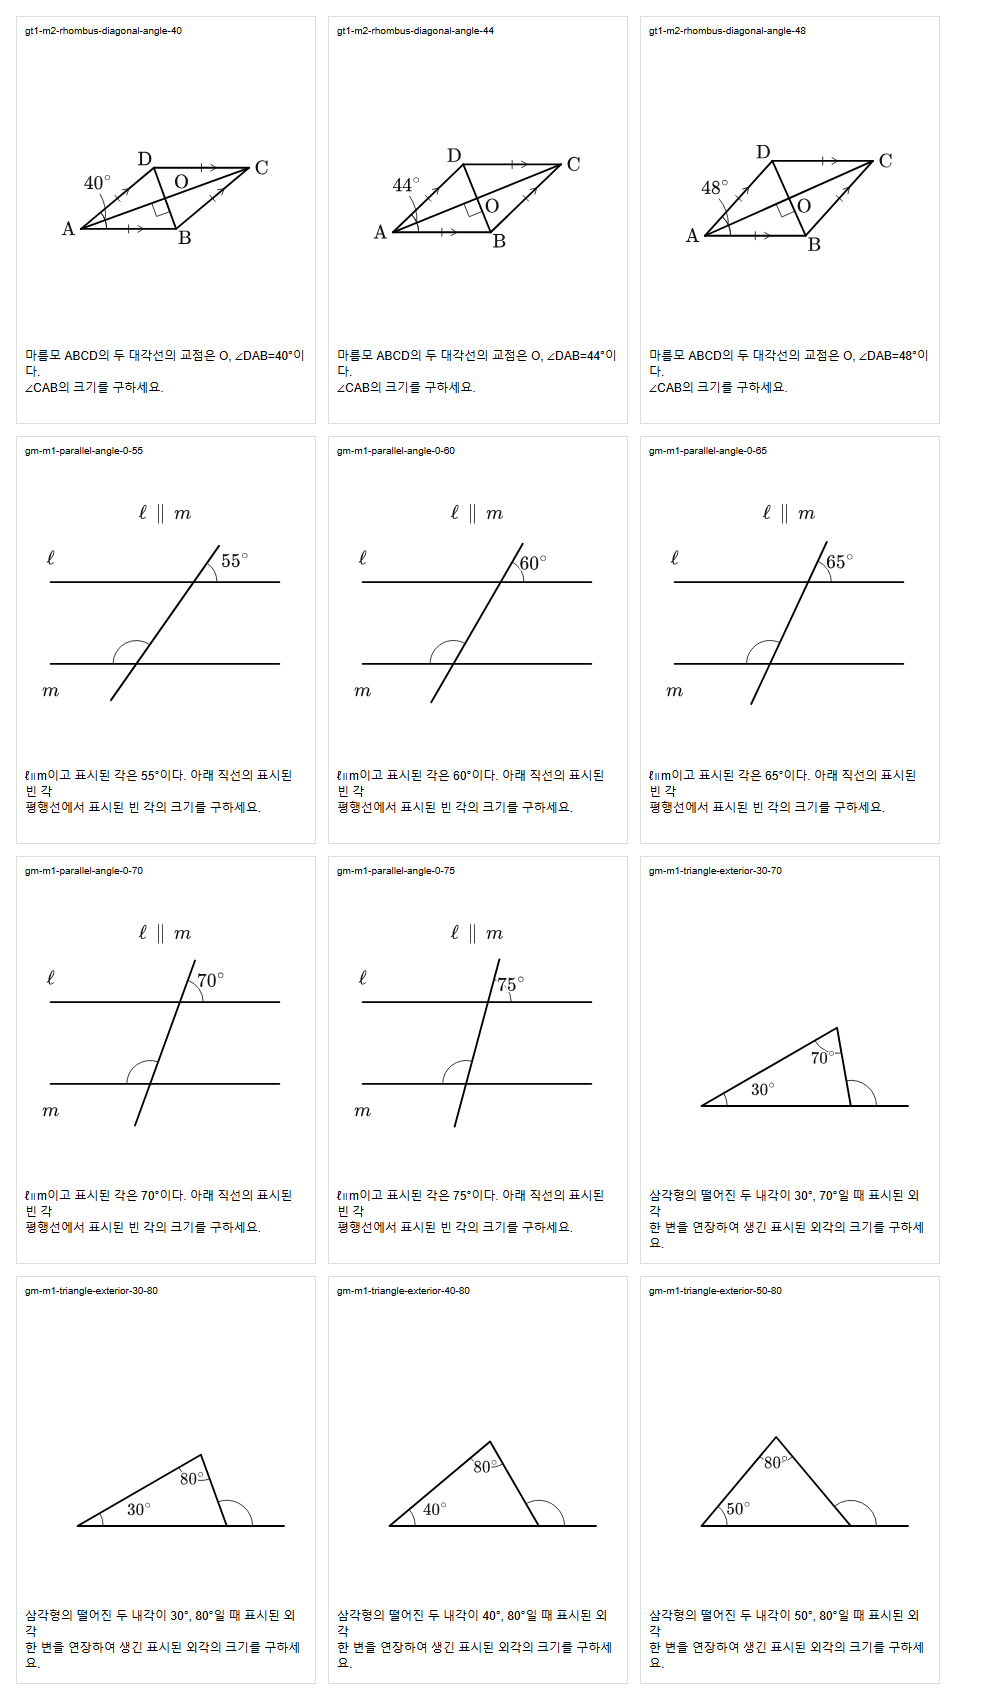 gt1-m2-rhombus-diagonal-angle-40
D
C
40°
O
A
B
마름모 ABCD의 두 대각선의 교점은 O, ∠DAB=40°이
다.
∠CAB의 크기를 구하세요.
gt1-m2-rhombus-diagonal-angle-44
D
C
44°
O
A
B
마름모 ABCD의 두 대각선의 교점은 O, ∠DAB=44°이
다.
∠CAB의 크기를 구하세요.
gt1-m2-rhombus-diagonal-angle-48
D
C
48°
O
A
B
마름모 ABCD의 두 대각선의 교점은 O, ∠DAB=48°이
다.
∠CAB의 크기를 구하세요.
gm-m1-parallel-angle-0-55
ℓ ∥ m
ℓ
55°
m
ℓ∥m이고 표시된 각은 55°이다. 아래 직선의 표시된
빈 각
평행선에서 표시된 빈 각의 크기를 구하세요.
gm-m1-parallel-angle-0-60
ℓ ∥ m
ℓ
60°
m
ℓ∥m이고 표시된 각은 60°이다. 아래 직선의 표시된
빈 각
평행선에서 표시된 빈 각의 크기를 구하세요.
gm-m1-parallel-angle-0-65
ℓ ∥ m
ℓ
65°
m
ℓ∥m이고 표시된 각은 65°이다. 아래 직선의 표시된
빈 각
평행선에서 표시된 빈 각의 크기를 구하세요.
gm-m1-parallel-angle-0-70
ℓ ∥ m
ℓ
70°
m
ℓ∥m이고 표시된 각은 70°이다. 아래 직선의 표시된
빈 각
평행선에서 표시된 빈 각의 크기를 구하세요.
gm-m1-parallel-angle-0-75
ℓ ∥ m
ℓ
75°
m
ℓ∥m이고 표시된 각은 75°이다. 아래 직선의 표시된
빈 각
평행선에서 표시된 빈 각의 크기를 구하세요.
gm-m1-triangle-exterior-30-70
70°
30°
삼각형의 떨어진 두 내각이 30°, 70°일 때 표시된 외
각
한 변을 연장하여 생긴 표시된 외각의 크기를 구하세
요.
gm-m1-triangle-exterior-30-80
80°
30°
삼각형의 떨어진 두 내각이 30°, 80°일 때 표시된 외
각
한 변을 연장하여 생긴 표시된 외각의 크기를 구하세
요.
gm-m1-triangle-exterior-40-80
80°
40°
삼각형의 떨어진 두 내각이 40°, 80°일 때 표시된 외
각
한 변을 연장하여 생긴 표시된 외각의 크기를 구하세
요.
gm-m1-triangle-exterior-50-80
80°
50°
삼각형의 떨어진 두 내각이 50°, 80°일 때 표시된 외
각
한 변을 연장하여 생긴 표시된 외각의 크기를 구하세
요.